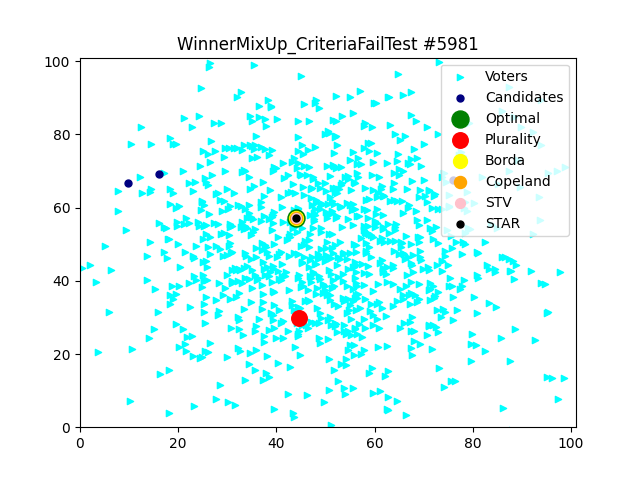 WinnerMixUp_CriteriaFailTest #5981
100
80
60
40
20
0
0
20
40
60
80
100
Voters
Candidates
Optimal
Plurality
Borda
Copeland
STV
STAR